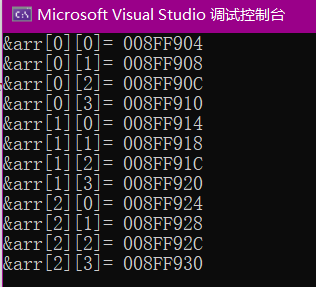 Microsoft Visual Studio 调试控制台
&arr[0][0]= 008FF904
&arr[0][1]= 008FF908
&arr[0][2]= 008FF90C
&arr[0][3]= 008FF910
&arr[1][0]= 008FF914
&arr[1][1]= 008FF918
&arr[1][2]= 008FF91C
&arr[1][3]= 008FF920
&arr[2][0]= 008FF924
&arr[2][1]= 008FF928
&arr[2][2]= 008FF92C
&arr[2][3]= 008FF930